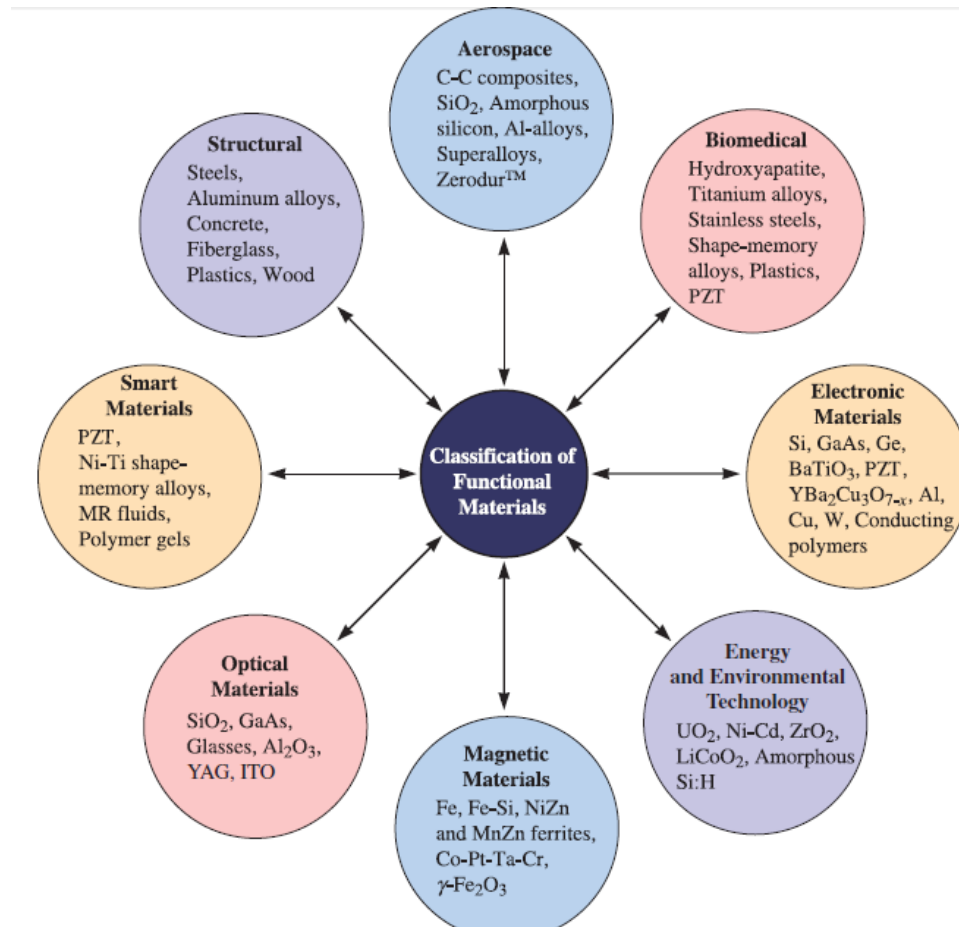 Aerospace
C-C composites,
SiO₂, Amorphous
silicon, Al-alloys,
Superalloys,
Zerodur™
Structural
Steels,
Aluminum alloys,
Concrete,
Fiberglass,
Plastics, Wood
Biomedical
Hydroxyapatite,
Titanium alloys,
Stainless steels,
Shape-memory
alloys, Plastics,
PZT
Smart
Materials
PZT,
Ni-Ti shape-
memory alloys,
MR fluids,
Polymer gels
Classification of
Functional
Materials
Electronic
Materials
Si, GaAs, Ge,
BaTiO₃, PZT,
YBa₂Cu₃O₇₋ₓ, Al,
Cu, W, Conducting
polymers
Optical
Materials
SiO₂, GaAs,
Glasses, Al₂O₃,
YAG, ITO
Magnetic
Materials
Fe, Fe-Si, NiZn
and MnZn ferrites,
Co-Pt-Ta-Cr,
γ-Fe₂O₃
Energy
and Environmental
Technology
UO₂, Ni-Cd, ZrO₂,
LiCoO₂, Amorphous
Si:H